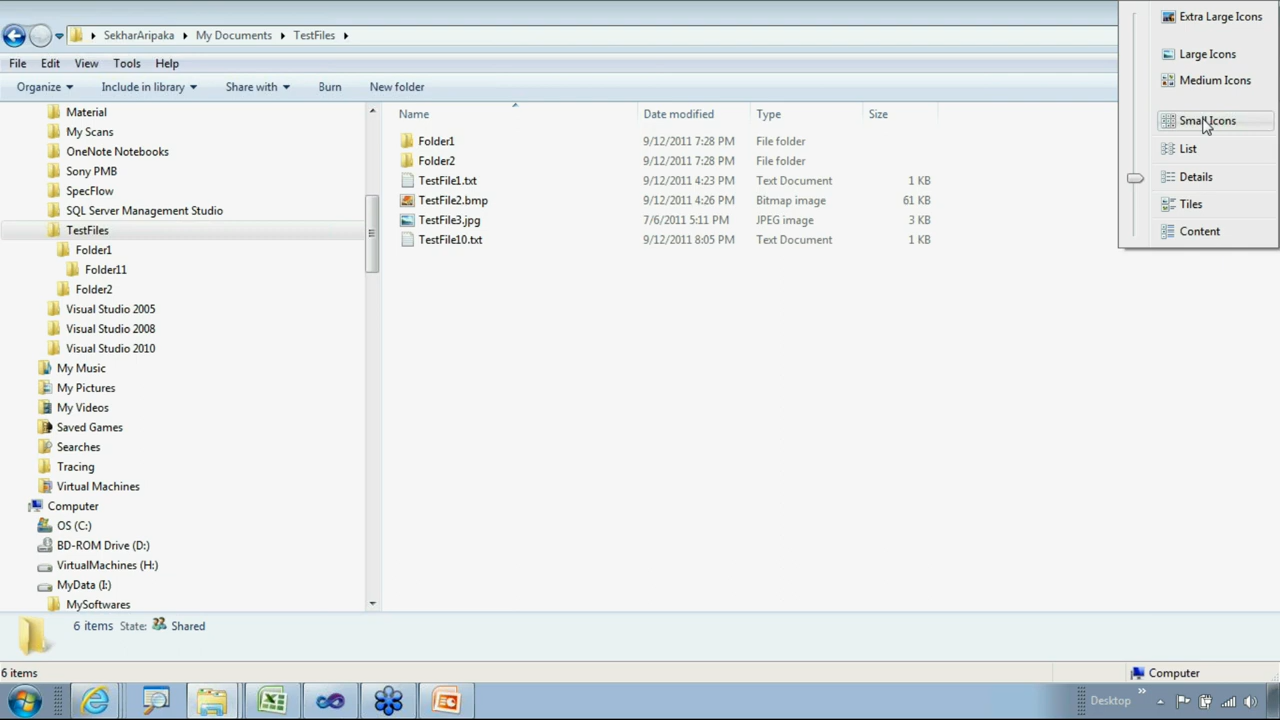 SekharAripaka My Documents TestFiles
File Edit View Tools Help
Organize Include in library Share with Burn New folder
Extra Large Icons
Large Icons
Medium Icons
Small Icons
List
Details
Tiles
Content
Material
My Scans
OneNote Notebooks
Sony PMB
SpecFlow
SQL Server Management Studio
TestFiles
Folder1
Folder11
Folder2
Visual Studio 2005
Visual Studio 2008
Visual Studio 2010
My Music
My Pictures
My Videos
Saved Games
Searches
Tracing
Virtual Machines
Computer
OS (C:)
BD-ROM Drive (D:)
VirtualMachines (H:)
MyData (I:)
MySoftwares
Name Date modified Type Size
Folder1 9/12/2011 7:28 PM File folder
Folder2 9/12/2011 7:28 PM File folder
TestFile1.txt 9/12/2011 4:23 PM Text Document 1 KB
TestFile2.bmp 9/12/2011 4:26 PM Bitmap image 61 KB
TestFile3.jpg 7/6/2011 5:11 PM JPEG image 3 KB
TestFile10.txt 9/12/2011 8:05 PM Text Document 1 KB
6 items State: Shared
6 items Computer
Desktop